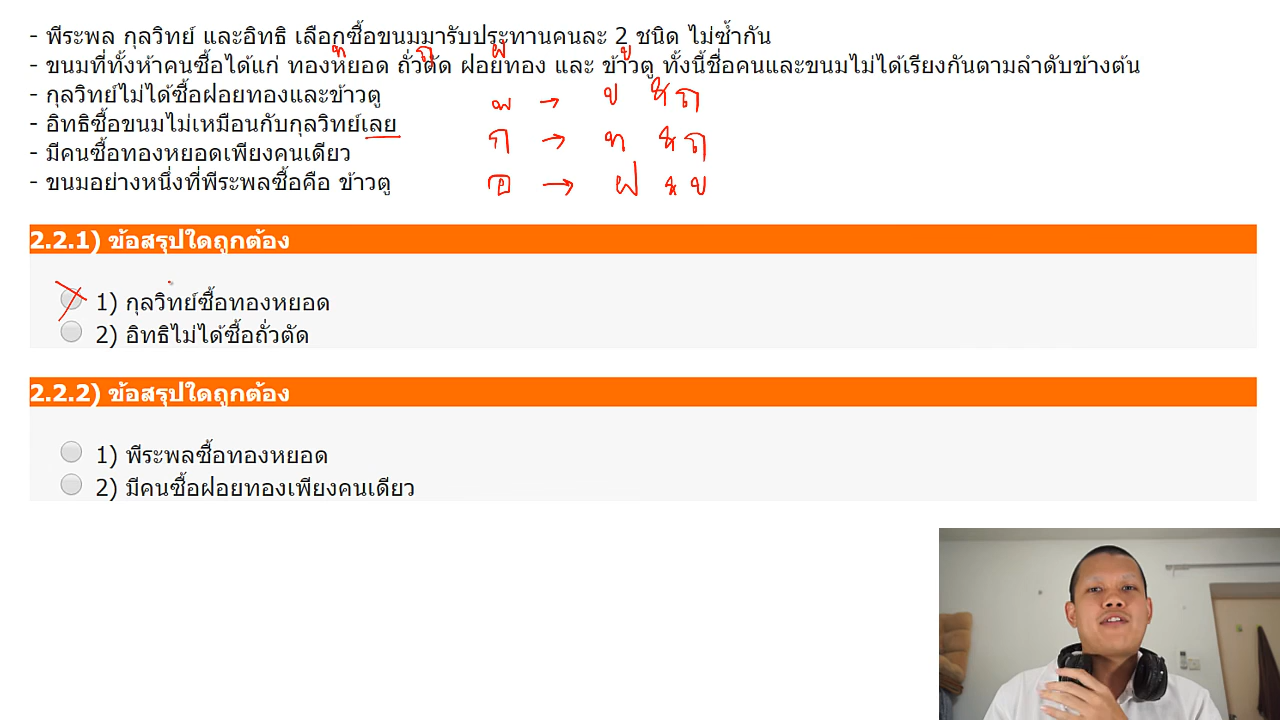 - พีระพล กุลวิทย์ และอิทธิ เลือกซื้อขนมมารับประทานคนละ 2 ชนิด ไม่ซ้ำกัน
ท ถ ฝ ข
- ขนมที่ทั้งห้าคนซื้อได้แก่ ทองหยอด ถั่วตัด ฝอยทอง และ ข้าวตู ทั้งนี้ชื่อคนและขนมไม่ได้เรียงกันตามลำดับข้างต้น
- กุลวิทย์ไม่ได้ซื้อฝอยทองและข้าวตู
พ → ข ถ
- อิทธิซื้อขนมไม่เหมือนกับกุลวิทย์เลย
ก → ท ถ
- มีคนซื้อทองหยอดเพียงคนเดียว
- ขนมอย่างหนึ่งที่พีระพลซื้อคือ ข้าวตู
อ → ฝ ข
2.2.1) ข้อสรุปใดถูกต้อง
1) กุลวิทย์ซื้อทองหยอด
2) อิทธิไม่ได้ซื้อถั่วตัด
2.2.2) ข้อสรุปใดถูกต้อง
1) พีระพลซื้อทองหยอด
2) มีคนซื้อฝอยทองเพียงคนเดียว